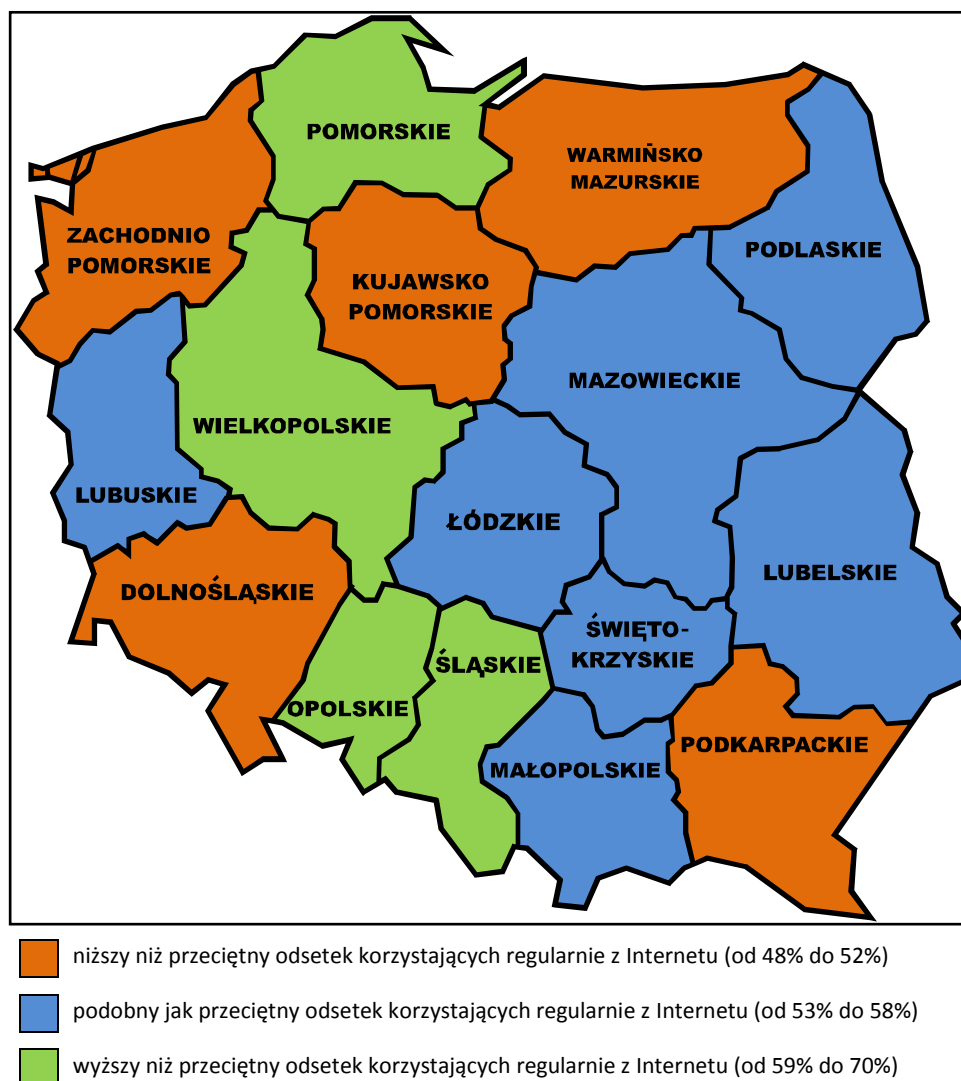 POMORSKIE
WARMIŃSKO
MAZURSKIE
ZACHODNIO
POMORSKIE
PODLASKIE
KUJAWSKO
POMORSKIE
MAZOWIECKIE
WIELKOPOLSKIE
LUBUSKIE
ŁÓDZKIE
LUBELSKIE
DOLNOŚLĄSKIE
ŚWIĘTO-
KRZYSKIE
ŚLĄSKIE
OPOLSKIE
PODKARPACKIE
MAŁOPOLSKIE
niższy niż przeciętny odsetek korzystających regularnie z Internetu (od 48% do 52%)
podobny jak przeciętny odsetek korzystających regularnie z Internetu (od 53% do 58%)
wyższy niż przeciętny odsetek korzystających regularnie z Internetu (od 59% do 70%)